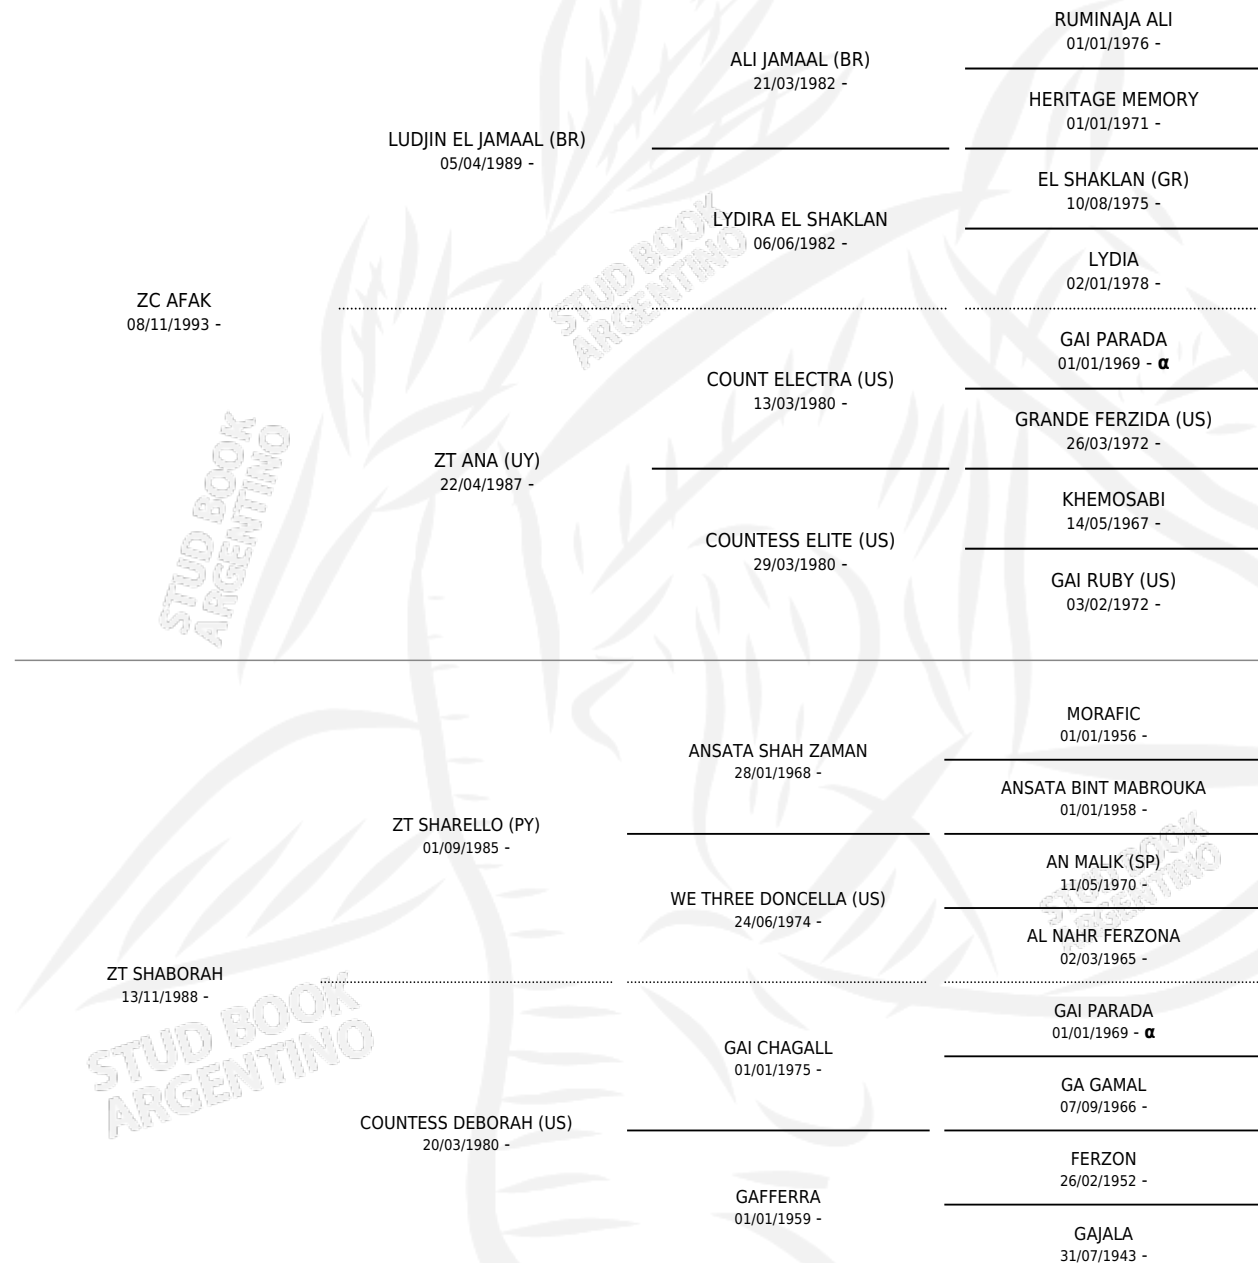 RUMINAJA ALI
01/01/1976 -
ALI JAMAAL (BR)
21/03/1982 -
HERITAGE MEMORY
01/01/1971 -
LUDJIN EL JAMAAL (BR)
05/04/1989 -
EL SHAKLAN (GR)
10/08/1975 -
LYDIRA EL SHAKLAN
06/06/1982 -
LYDIA
02/01/1978 -
ZC AFAK
08/11/1993 -
GAI PARADA
01/01/1969 - α
COUNT ELECTRA (US)
13/03/1980 -
GRANDE FERZIDA (US)
26/03/1972 -
ZT ANA (UY)
22/04/1987 -
KHEMOSABI
14/05/1967 -
COUNTESS ELITE (US)
29/03/1980 -
GAI RUBY (US)
03/02/1972 -
STUD BOOK
ARGENTINO
STUD BOOK
ARGENTINO
MORAFIC
01/01/1956 -
ANSATA SHAH ZAMAN
28/01/1968 -
ANSATA BINT MABROUKA
01/01/1958 -
ZT SHARELLO (PY)
01/09/1985 -
AN MALIK (SP)
11/05/1970 -
WE THREE DONCELLA (US)
24/06/1974 -
AL NAHR FERZONA
02/03/1965 -
ZT SHABORAH
13/11/1988 -
GAI PARADA
01/01/1969 - α
GAI CHAGALL
01/01/1975 -
GA GAMAL
07/09/1966 -
COUNTESS DEBORAH (US)
20/03/1980 -
FERZON
26/02/1952 -
GAFFERRA
01/01/1959 -
GAJALA
31/07/1943 -
STUD BOOK
ARGENTINO
STUD BOOK
ARGENTINO